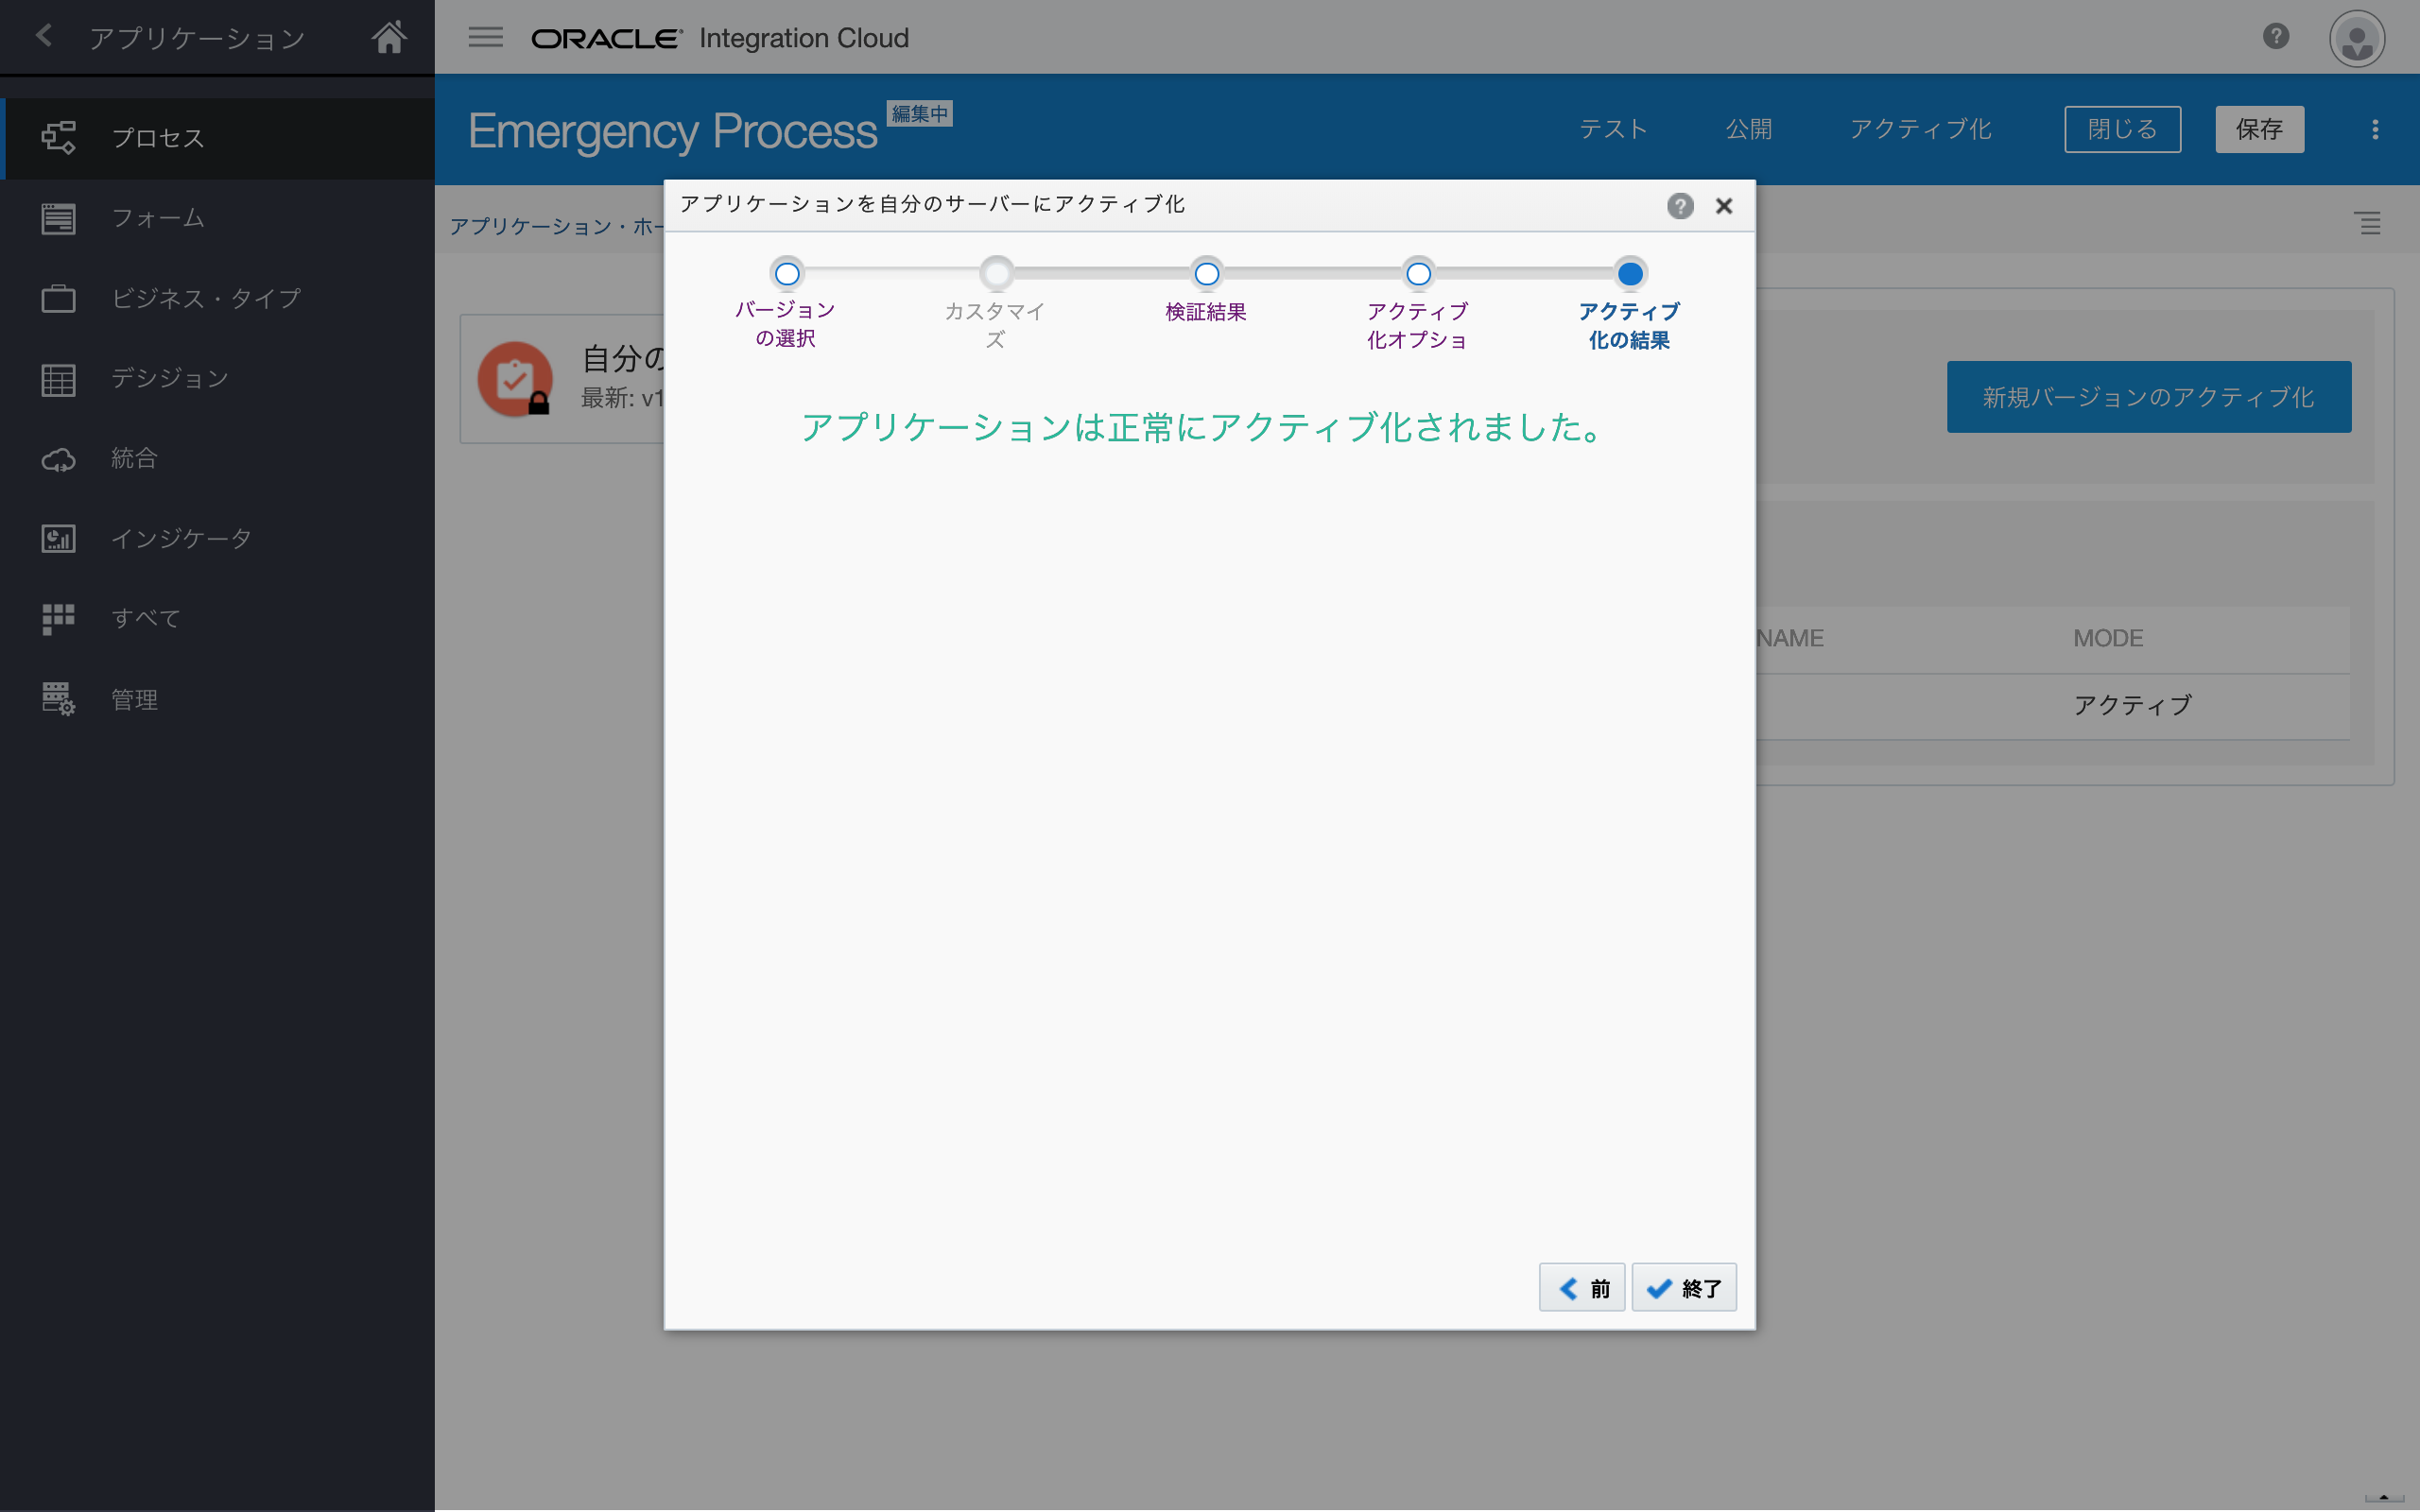 アプリケーション
ORACLE Integration Cloud
プロセス
フォーム
ビジネス・タイプ
デシジョン
統合
インジケータ
すべて
管理
Emergency Process 編集中
テスト 公開 アクティブ化 閉じる 保存
アプリケーション・ホー
アプリケーションを自分のサーバーにアクティブ化
バージョン
の選択
カスタマイ
ズ
検証結果
アクティブ
化オプショ
アクティブ
化の結果
アプリケーションは正常にアクティブ化されました。
自分の
最新: v1
新規バージョンのアクティブ化
NAME MODE
アクティブ
前 終了